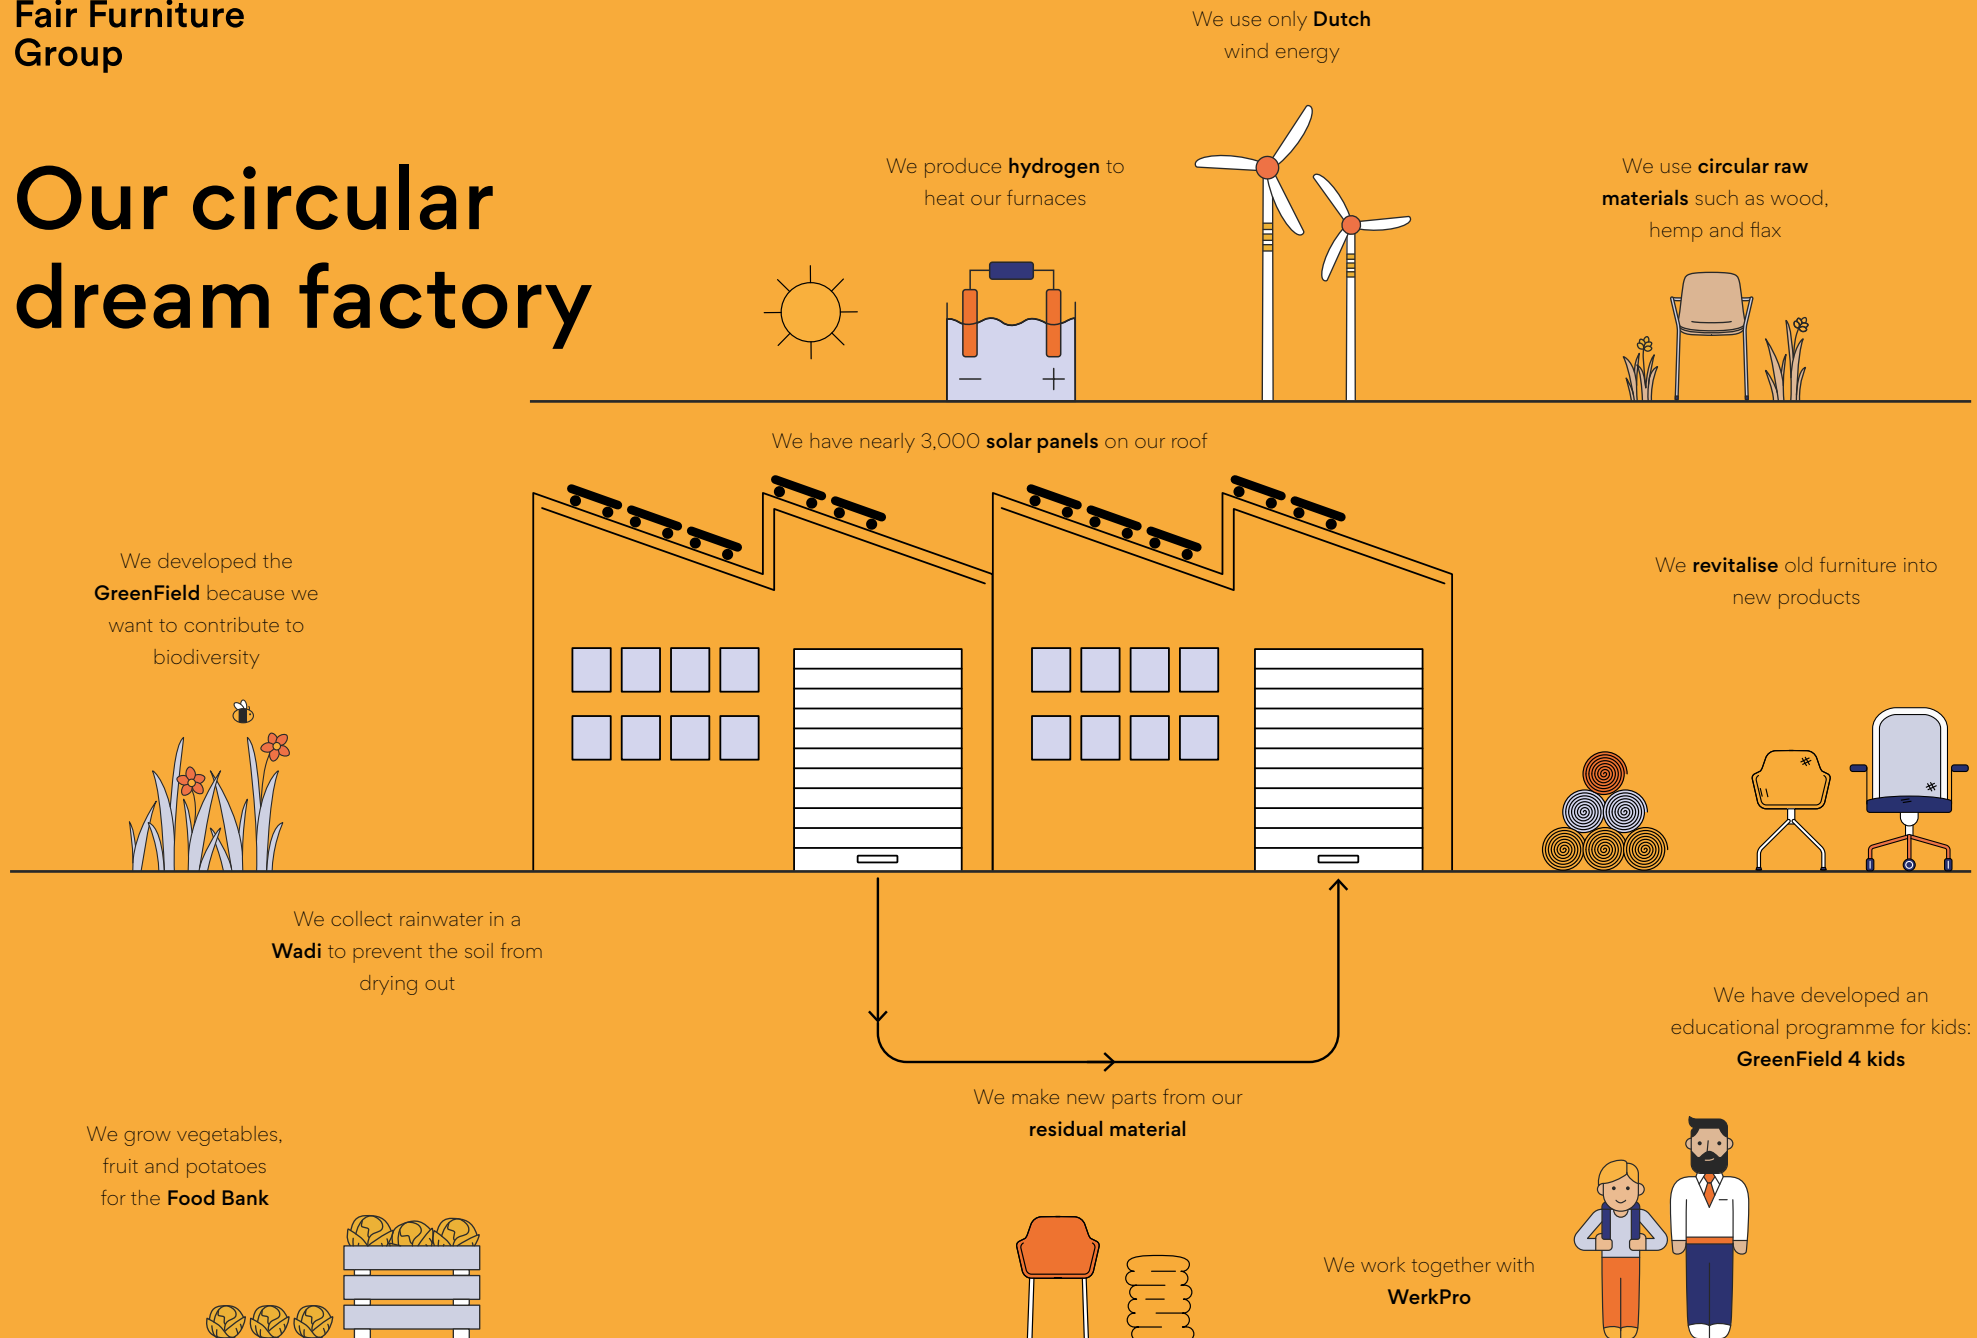 Fair Furniture
Group
Our circular
dream factory
We use only Dutch
wind energy
We produce hydrogen to
heat our furnaces
We use circular raw
materials such as wood,
hemp and flax
We have nearly 3,000 solar panels on our roof
We developed the
GreenField because we
want to contribute to
biodiversity
We revitalise old furniture into
new products
We collect rainwater in a
Wadi to prevent the soil from
drying out
We have developed an
educational programme for kids:
GreenField 4 kids
We make new parts from our
residual material
We grow vegetables,
fruit and potatoes
for the Food Bank
We work together with
WerkPro